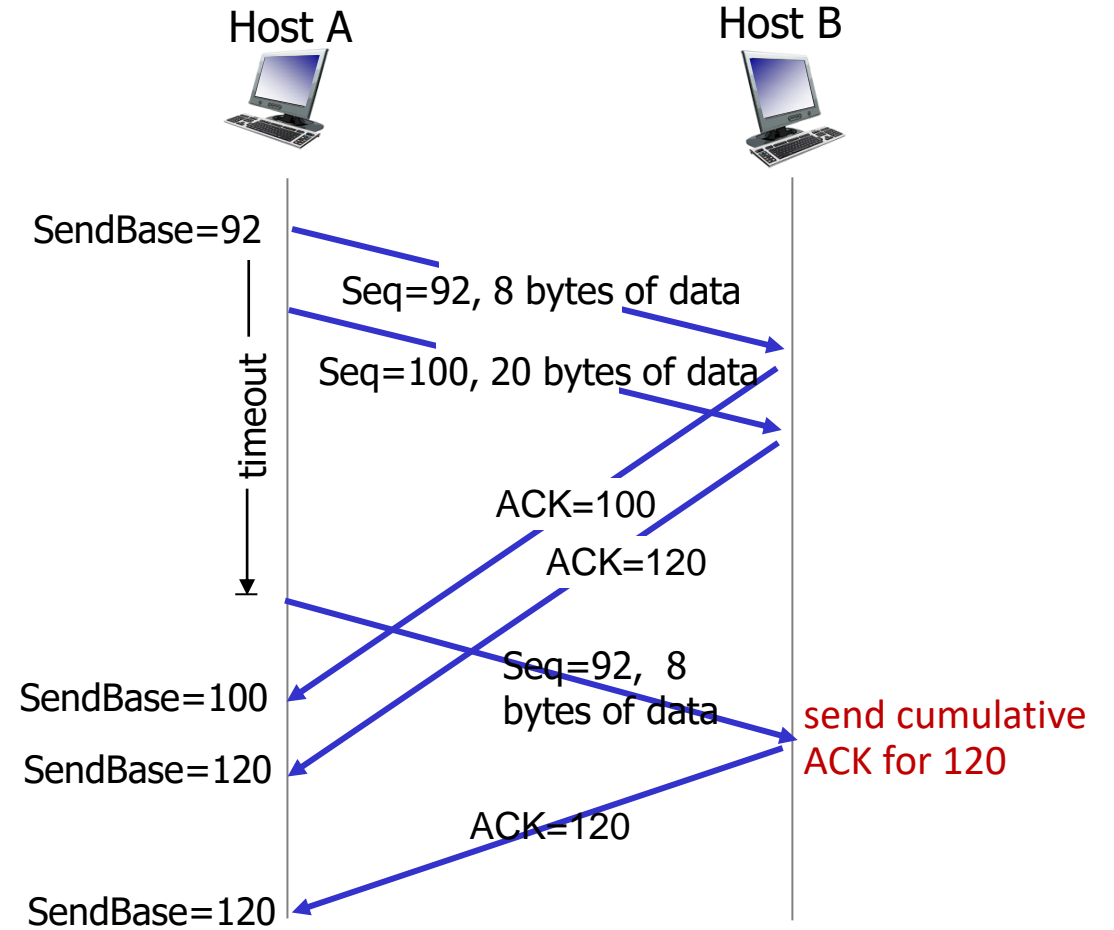 Host A
Host B
SendBase=92
Seq=92, 8 bytes of data
Seq=100, 20 bytes of data
timeout
ACK=100
ACK=120
Seq=92, 8
bytes of data
SendBase=100
send cumulative
ACK for 120
SendBase=120
ACK=120
SendBase=120